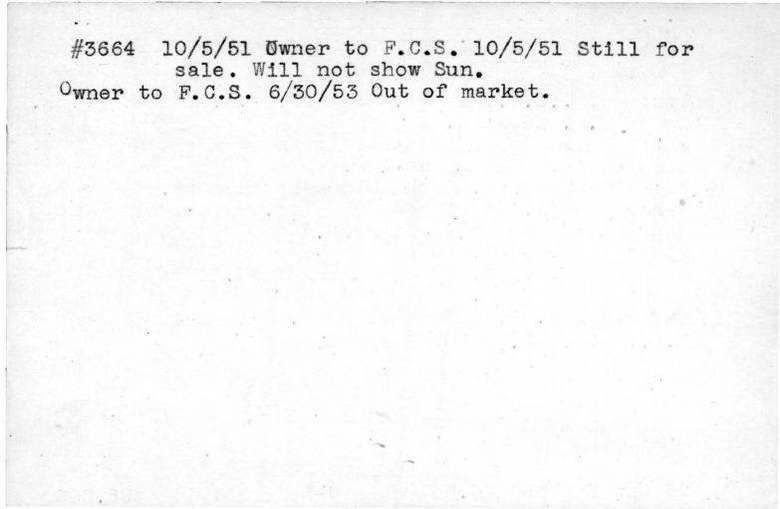 #3664 10/5/51 Owner to F.C.S. 10/5/51 Still for
sale. Will not show Sun.
Owner to F.C.S. 6/30/53 Out of market.